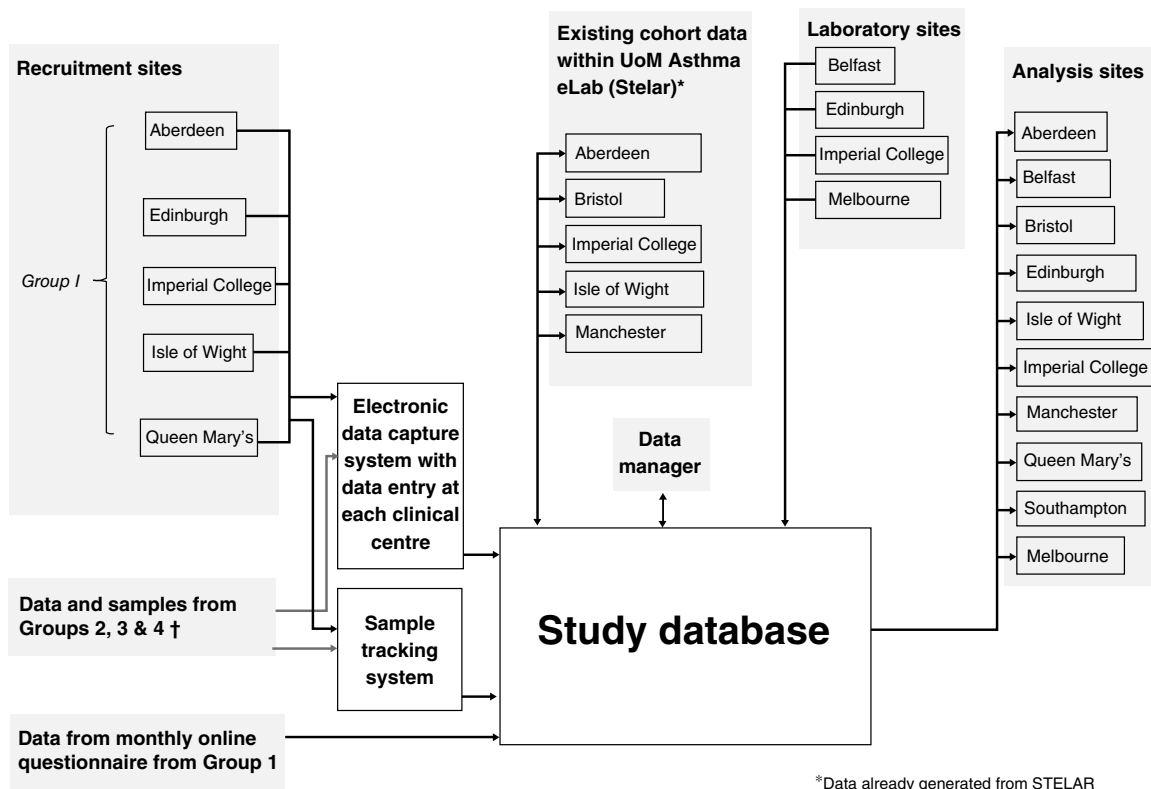 Recruitment sites
Group I
Aberdeen
Edinburgh
Imperial College
Isle of Wight
Queen Mary's
Existing cohort data
within UoM Asthma
eLab (Stelar)*
Aberdeen
Bristol
Imperial College
Isle of Wight
Manchester
Laboratory sites
Belfast
Edinburgh
Imperial College
Melbourne
Analysis sites
Aberdeen
Belfast
Bristol
Edinburgh
Isle of Wight
Imperial College
Manchester
Queen Mary's
Southampton
Melbourne
Electronic
data capture
system with
data entry at
each clinical
centre
Data
manager
Data and samples from
Groups 2, 3 & 4 †
Sample
tracking
system
Study database
Data from monthly online
questionnaire from Group 1
*Data already generated from STELAR